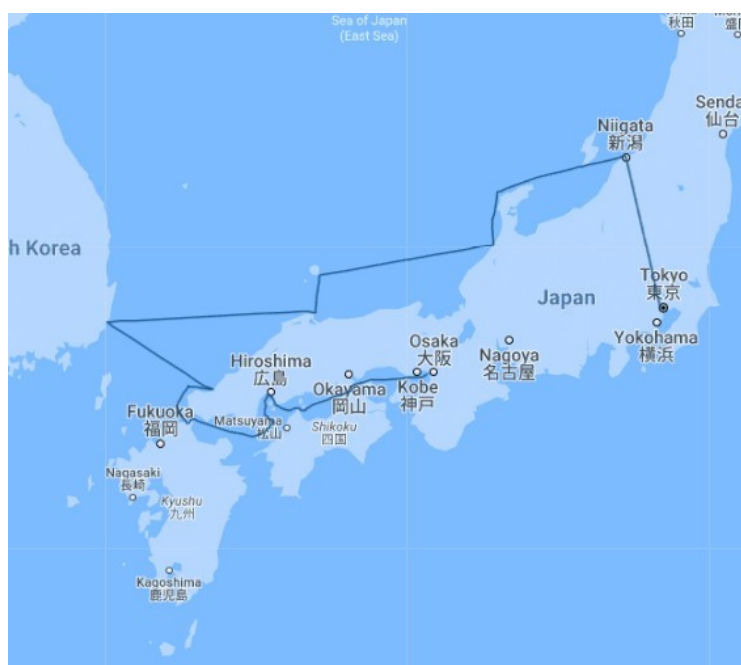 Sea of Japan
(East Sea)
秋田
Niigata
新潟
Senda
仙台
h Korea
Tokyo
東京
Japan
Yokohama
横浜
Osaka
大阪
Nagoya
名古屋
Hiroshima
広島
Okayama
岡山
Kobe
神戸
Fukuoka
福岡
Matsuyama
松山
Shikoku
四国
Nagasaki
長崎
Kyushu
九州
Kagoshima
鹿児島